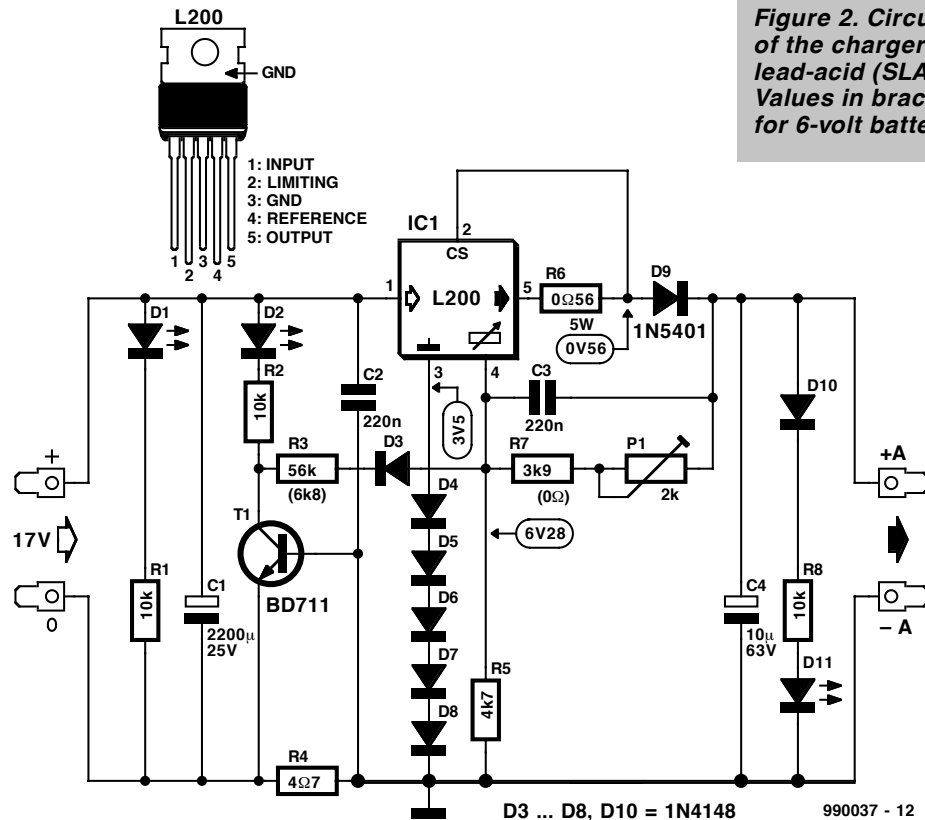 L200
GND
1: INPUT
2: LIMITING
3: GND
4: REFERENCE
5: OUTPUT
1 2 3 4 5
Figure 2. Circu
of the charger
lead-acid (SLA
Values in brac
for 6-volt batte
IC1
2
CS
1
L200
5
3
4
R6
0Ω56
5W
0V56
D9
1N5401
D1
D2
R2
10k
C2
220n
3V5
C3
220n
D10
R3
56k
(6k8)
D3
R7
3k9
(0Ω)
P1
2k
+
17V
0
+A
– A
T1
BD711
D4
D5
D6
D7
D8
6V28
R1
10k
C1
2200µ
25V
R5
4k7
C4
10µ
63V
R8
10k
D11
R4
4Ω7
D3 ... D8, D10 = 1N4148
990037 - 12